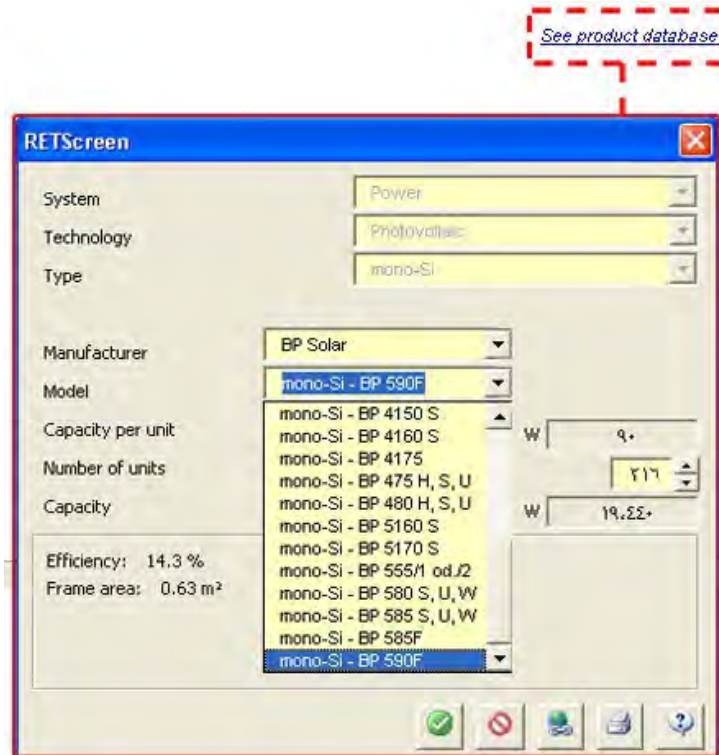 See product database
RETScreen
System Power
Technology Photovoltaic
Type mono-Si
Manufacturer BP Solar
Model mono-Si - BP 590F
mono-Si - BP 4150 S
Capacity per unit mono-Si - BP 4160 S W ٩٠
mono-Si - BP 4175
Number of units mono-Si - BP 475 H, S, U ٢١٦
mono-Si - BP 480 H, S, U
Capacity mono-Si - BP 5160 S W ١٩.٤٤٠
mono-Si - BP 5170 S
Efficiency: 14.3 % mono-Si - BP 555/1 od./2
Frame area: 0.63 m² mono-Si - BP 580 S, U, W
mono-Si - BP 585 S, U, W
mono-Si - BP 585F
mono-Si - BP 590F